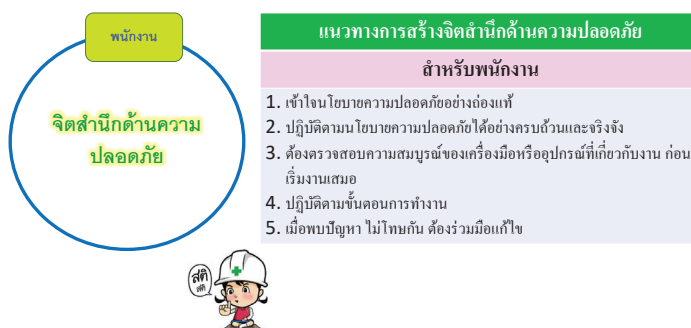 พนักงาน
จิตสำนึกด้านความ
ปลอดภัย
แนวทางการสร้างจิตสำนึกด้านความปลอดภัย
สำหรับพนักงาน
1. เข้าใจนโยบายความปลอดภัยอย่างถ่องแท้
2. ปฏิบัติตามนโยบายความปลอดภัยได้อย่างครบถ้วนและจริงจัง
3. ต้องตรวจสอบความสมบูรณ์ของเครื่องมือหรืออุปกรณ์ที่เกี่ยวกับงาน ก่อน
เริ่มงานเสมอ
4. ปฏิบัติตามขั้นตอนการทำงาน
5. เมื่อพบปัญหา ไม่โทษกัน ต้องร่วมมือแก้ไข
สติ
สติ